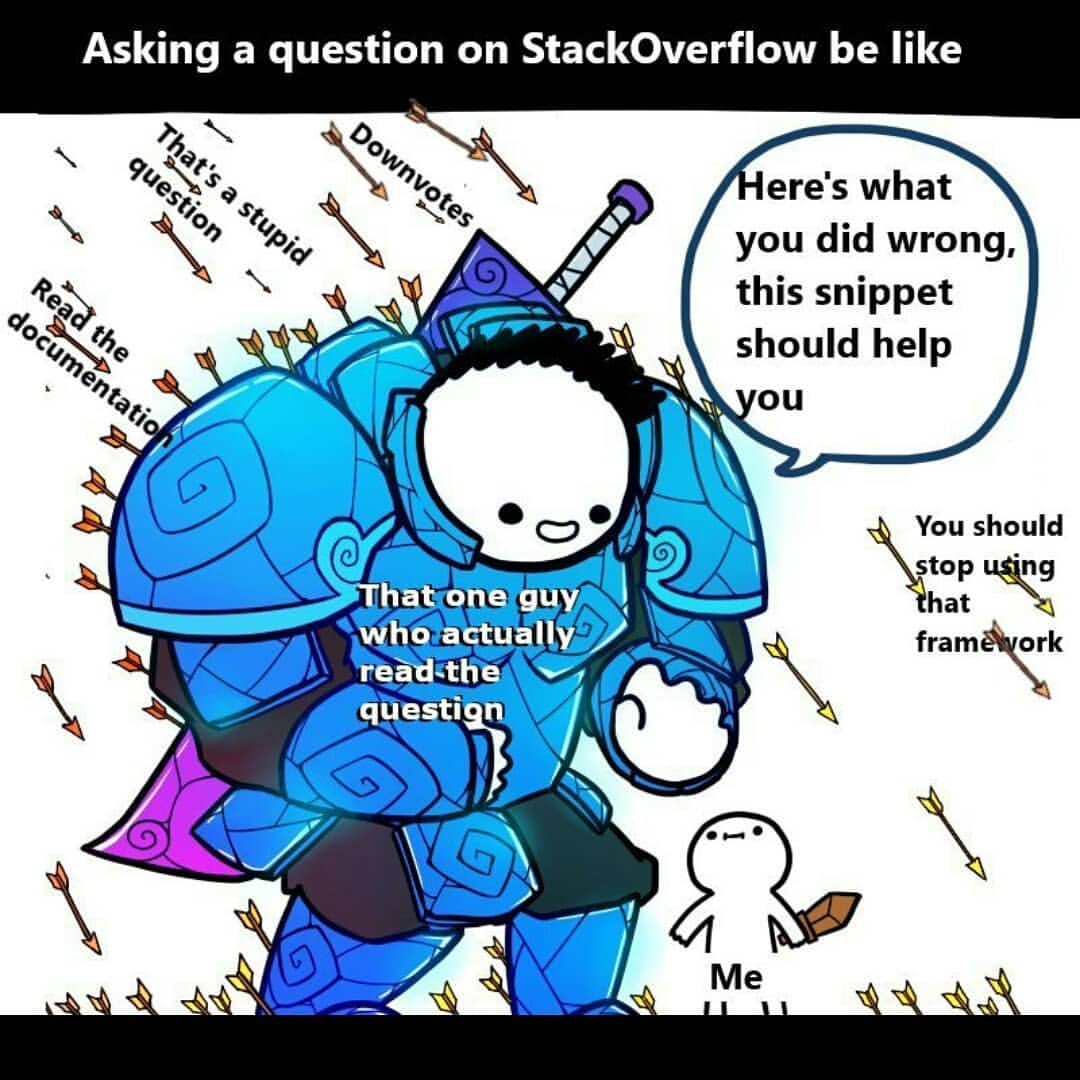 Asking a question on StackOverflow be like
That's a stupid
question
Downvotes
Read the
documentation
Here's what
you did wrong,
this snippet
should help
you
You should
stop using
that
framework
That one guy
who actually
read the
question
Me